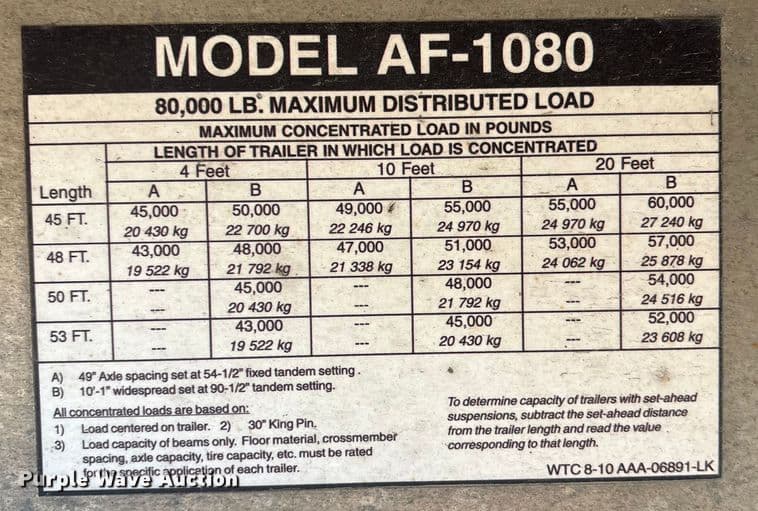 MODEL AF-1080
80,000 LB. MAXIMUM DISTRIBUTED LOAD
MAXIMUM CONCENTRATED LOAD IN POUNDS
LENGTH OF TRAILER IN WHICH LOAD IS CONCENTRATED
4 Feet 10 Feet 20 Feet
Length A B A B A B
45 FT. 45,000 50,000 49,000 55,000 55,000 60,000
20 430 kg 22 700 kg 22 246 kg 24 970 kg 24 970 kg 27 240 kg
48 FT. 43,000 48,000 47,000 51,000 53,000 57,000
19 522 kg 21 792 kg 21 338 kg 23 154 kg 24 062 kg 25 878 kg
50 FT. --- 45,000 --- 48,000 --- 54,000
--- 20 430 kg --- 21 792 kg --- 24 516 kg
53 FT. --- 43,000 --- 45,000 --- 52,000
--- 19 522 kg --- 20 430 kg --- 23 608 kg
A) 49" Axle spacing set at 54-1/2" fixed tandem setting.
B) 10'-1" widespread set at 90-1/2" tandem setting.
All concentrated loads are based on:
1) Load centered on trailer. 2) 30" King Pin.
3) Load capacity of beams only. Floor material, crossmember
spacing, axle capacity, tire capacity, etc. must be rated
for the specific application of each trailer.
To determine capacity of trailers with set-ahead
suspensions, subtract the set-ahead distance
from the trailer length and read the value
corresponding to that length.
WTC 8-10 AAA-06891-LK
Purple Wave Auction